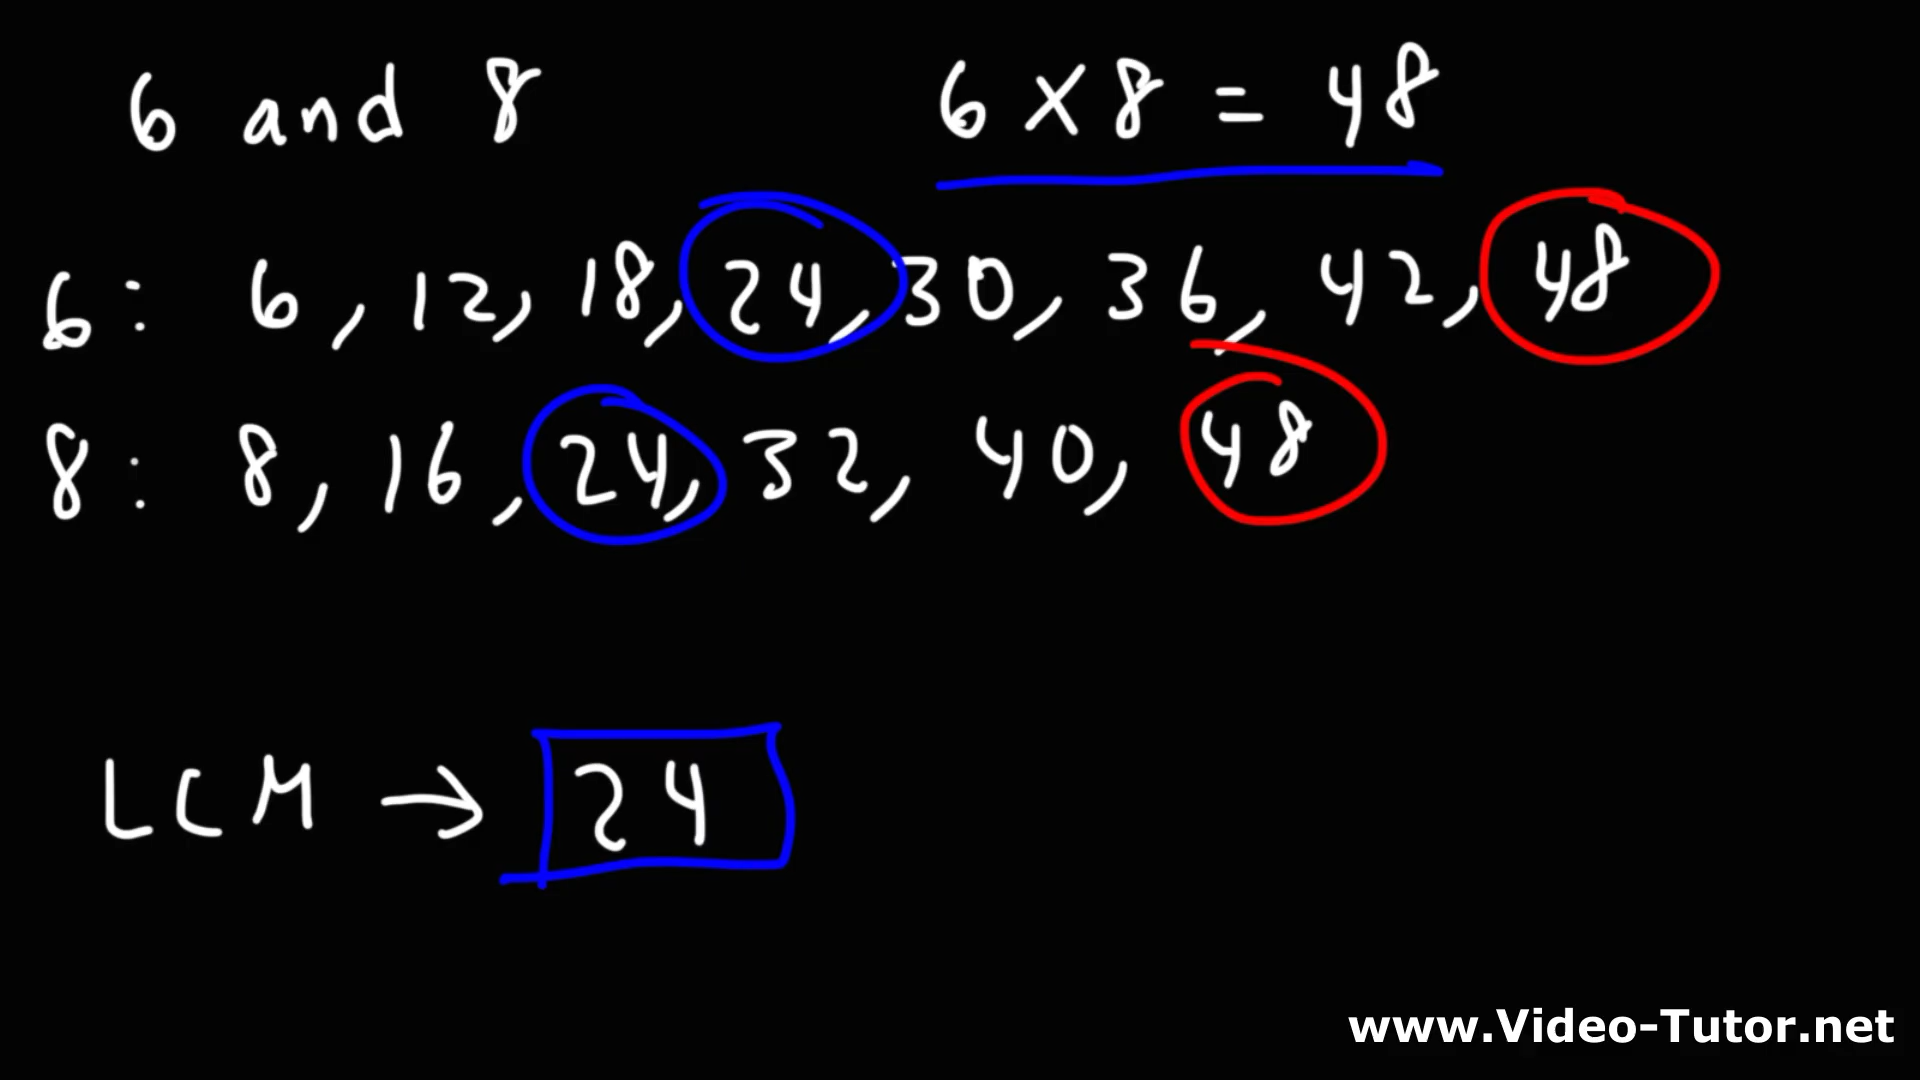 6 and 8
6 x 8 = 48
6: 6, 12, 18, 24, 30, 36, 42, 48
8: 8, 16, 24, 32, 40, 48
LCM → 24
www.Video-Tutor.net